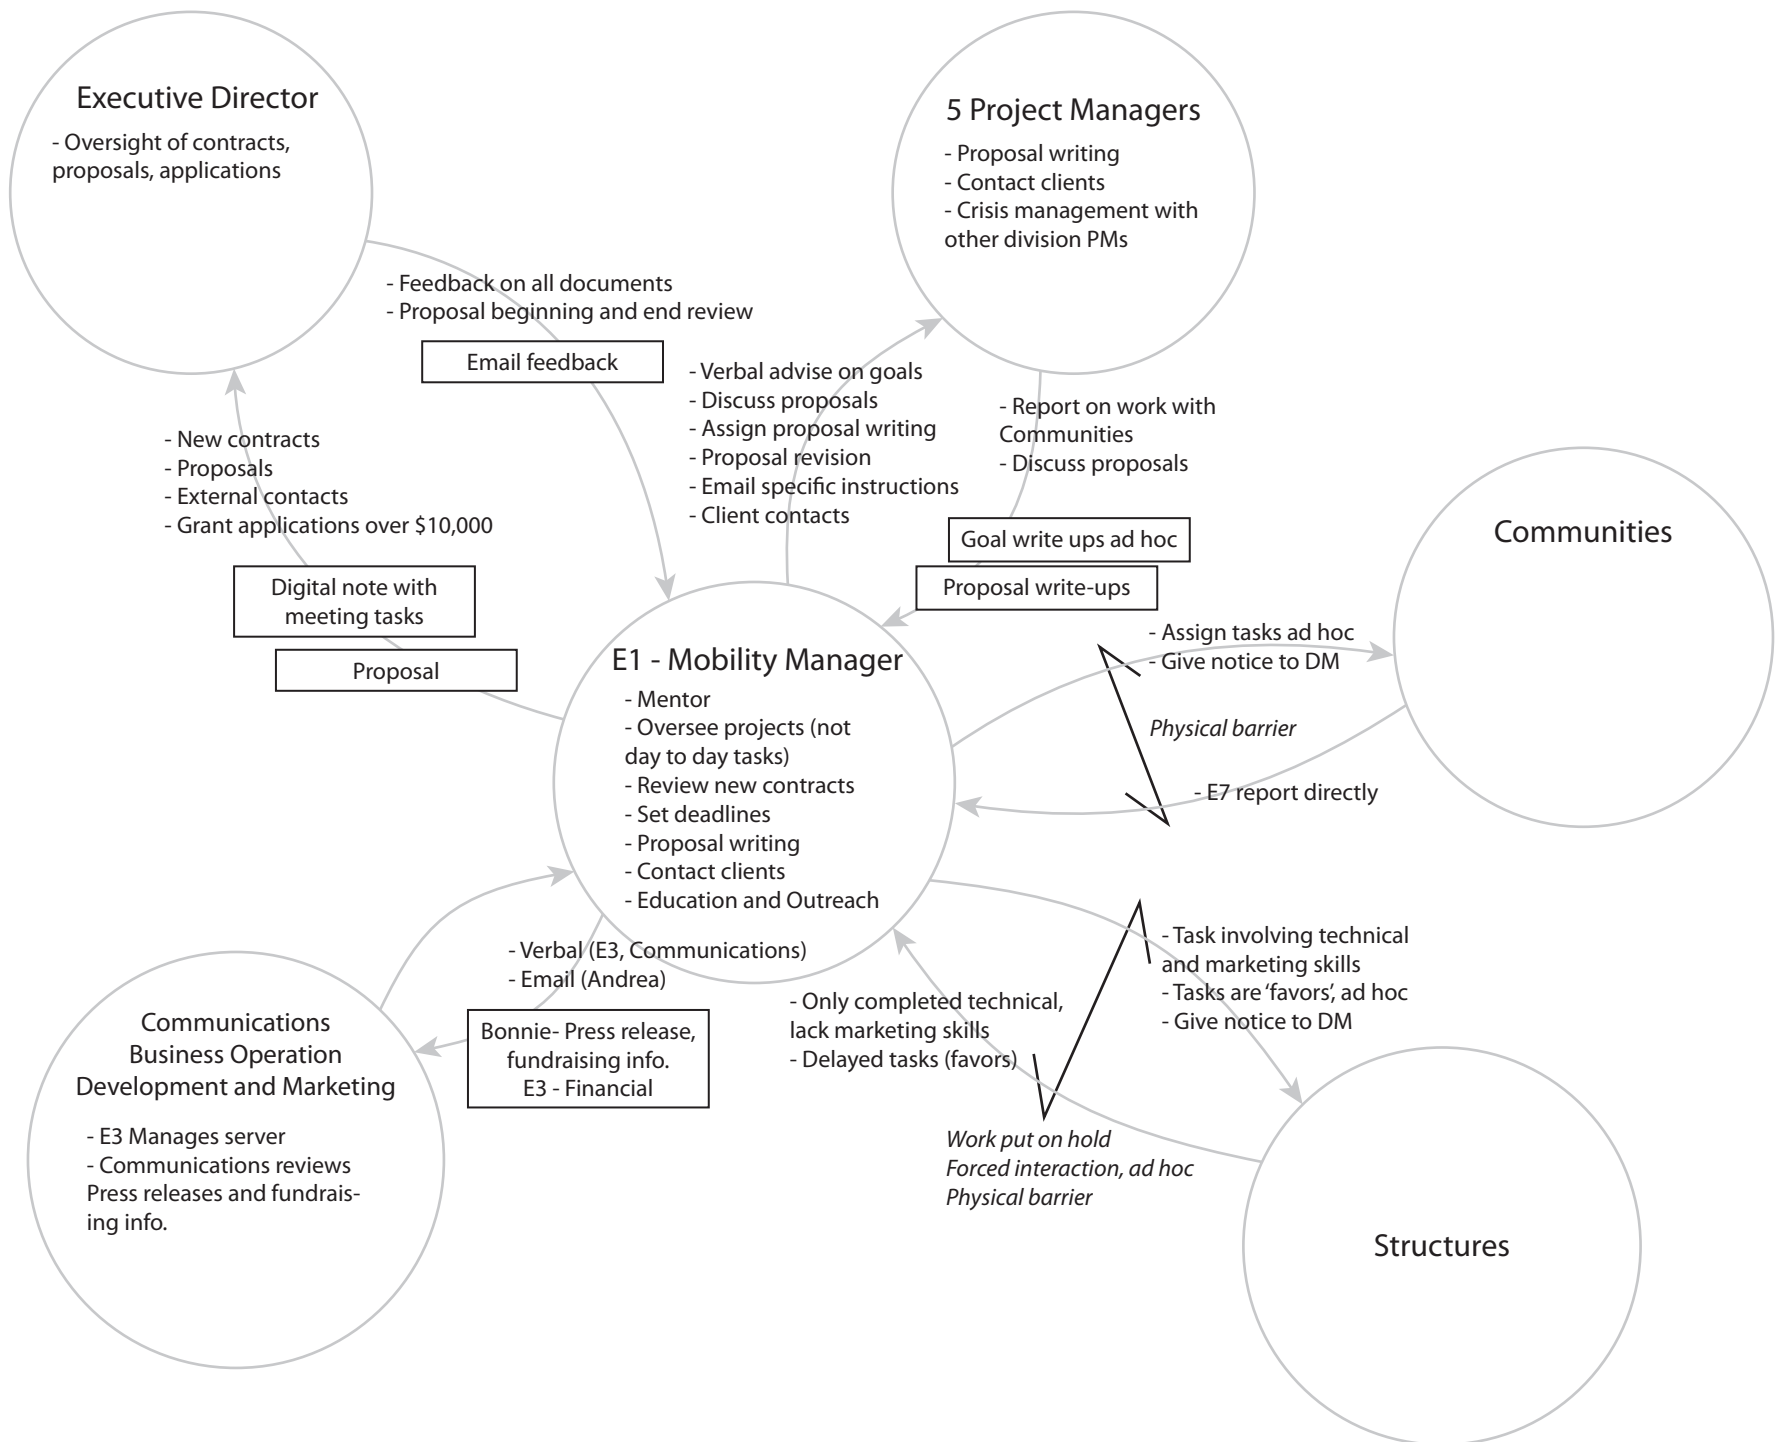 Executive Director
- Oversight of contracts,
proposals, applications
5 Project Managers
- Proposal writing
- Contact clients
- Crisis management with
other division PMs
- Feedback on all documents
- Proposal beginning and end review
Email feedback
- Verbal advise on goals
- Discuss proposals
- Assign proposal writing
- Proposal revision
- Email specific instructions
- Client contacts
- Report on work with
Communities
- Discuss proposals
Goal write ups ad hoc
Proposal write-ups
- New contracts
- Proposals
- External contacts
- Grant applications over $10,000
Digital note with
meeting tasks
Proposal
Communities
- Assign tasks ad hoc
- Give notice to DM
Physical barrier
- E7 report directly
E1 - Mobility Manager
- Mentor
- Oversee projects (not
day to day tasks)
- Review new contracts
- Set deadlines
- Proposal writing
- Contact clients
- Education and Outreach
- Verbal (E3, Communications)
- Email (Andrea)
Bonnie- Press release,
fundraising info.
E3 - Financial
- Only completed technical,
lack marketing skills
- Delayed tasks (favors)
- Task involving technical
and marketing skills
- Tasks are ‘favors’, ad hoc
- Give notice to DM
Work put on hold
Forced interaction, ad hoc
Physical barrier
Communications
Business Operation
Development and Marketing
- E3 Manages server
- Communications reviews
Press releases and fundrais-
ing info.
Structures